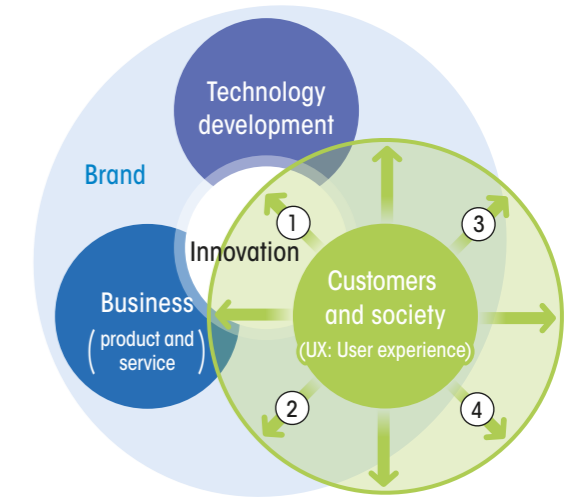 Technology
development
Brand
1
3
Innovation
Customers
and society
(UX: User experience)
Business
(product and
service)
2
4